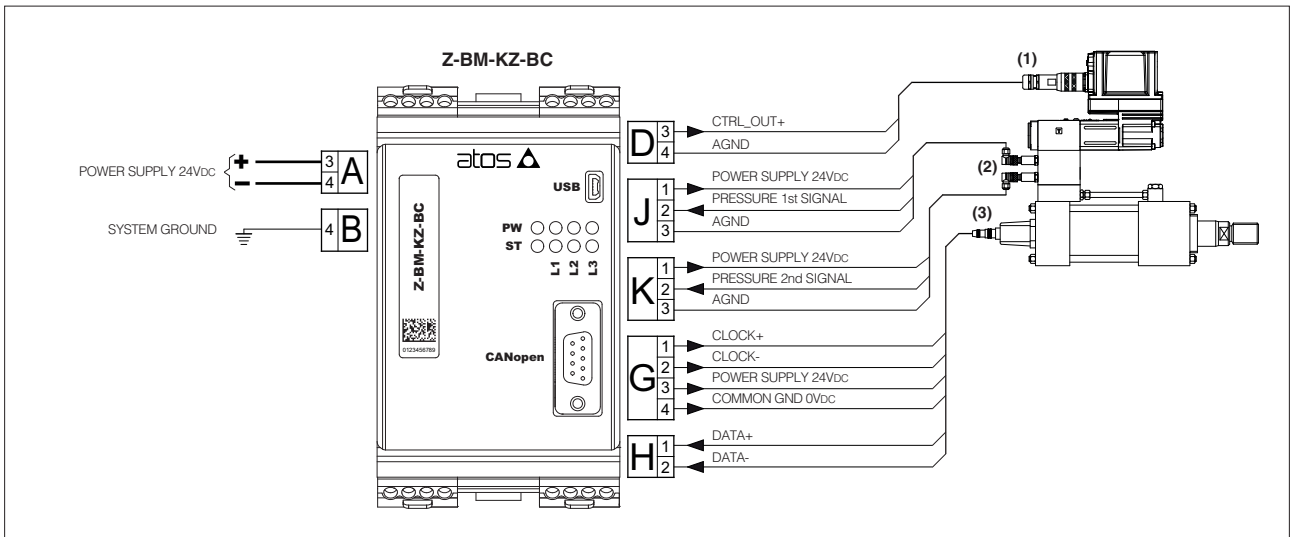 Z-BM-KZ-BC
(1)
CTRL_OUT+
AGND
D
3
4
POWER SUPPLY 24VDC
+
-
3
4
A
SYSTEM GROUND
4
B
atos
USB
PW
ST
L1
L2
L3
Z-BM-KZ-BC
0123456789
CANopen
J
1
2
3
POWER SUPPLY 24VDC
PRESSURE 1st SIGNAL
AGND
(2)
(3)
K
1
2
3
POWER SUPPLY 24VDC
PRESSURE 2nd SIGNAL
AGND
G
1
2
3
4
CLOCK+
CLOCK-
POWER SUPPLY 24VDC
COMMON GND 0VDC
H
1
2
DATA+
DATA-